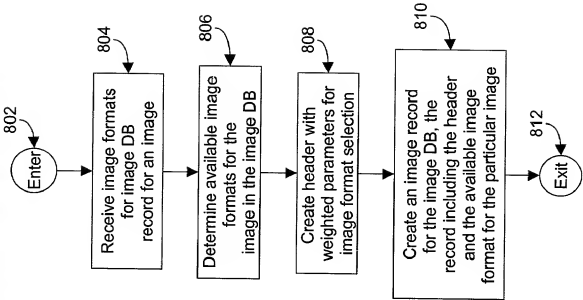 802
Enter
804
Receive image formats
for image DB
record for an image
806
Determine available image
formats for the
image in the image DB
808
Create header with
weighted parameters for
image format selection
810
Create an image record
for the image DB, the
record including the header
and the available image
format for the particular image
812
Exit